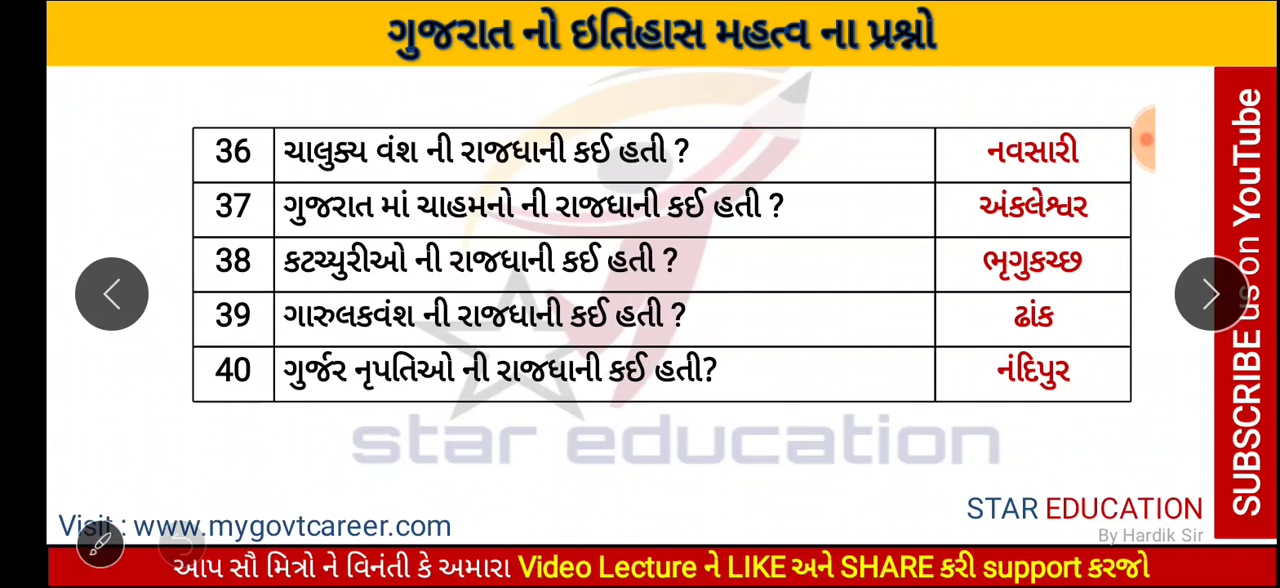 ગુજરાત નો ઇતિહાસ મહત્વ ના પ્રશ્નો
36 ચાલુક્ય વંશ ની રાજધાની કઈ હતી ? નવસારી
37 ગુજરાત માં ચાહમનો ની રાજધાની કઈ હતી ? અંકલેશ્વર
38 કટચ્યુરીઓ ની રાજધાની કઈ હતી ? ભૃગુકચ્છ
39 ગારુલકવંશ ની રાજધાની કઈ હતી ? ઢાંક
40 ગુર્જર નૃપતિઓ ની રાજધાની કઈ હતી? નંદિપુર
star education
SUBSCRIBE us on YouTube
STAR EDUCATION
Visit : www.mygovtcareer.com
By Hardik Sir
આપ સૌ મિત્રો ને વિનંતી કે અમારા Video Lecture ને LIKE અને SHARE કરી support કરજો